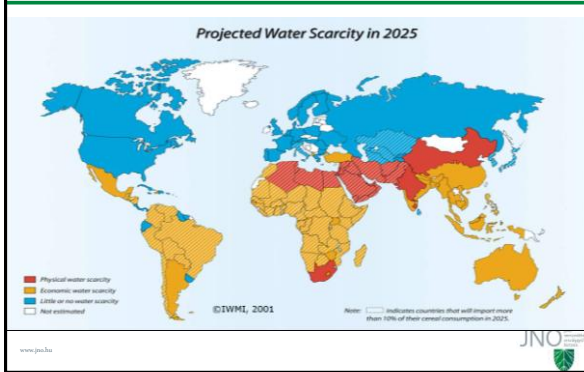 Projected Water Scarcity in 2025
Physical water scarcity
Economic water scarcity
Little or no water scarcity
Not estimated
©IWMI, 2001
Note: indicates countries that will import more
than 10% of their cereal consumption in 2025.
www.jno.hu
JNO